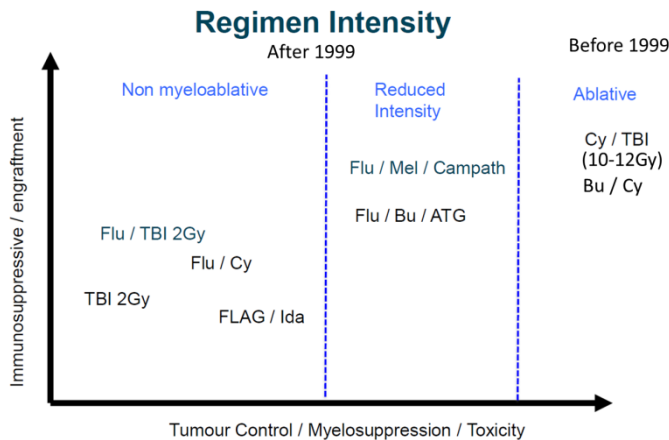 Regimen Intensity
After 1999
Before 1999
Non myeloablative
Reduced
Intensity
Ablative
Cy / TBI
(10-12Gy)
Bu / Cy
Flu / Mel / Campath
Flu / Bu / ATG
Flu / TBI 2Gy
Flu / Cy
TBI 2Gy
FLAG / Ida
Immunosuppressive / engraftment
Tumour Control / Myelosuppression / Toxicity